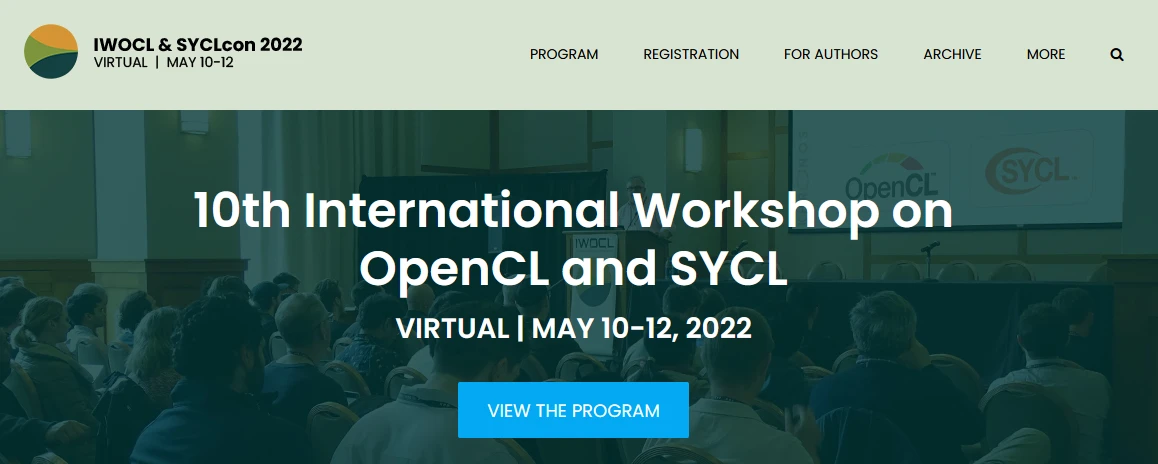 IWOCL & SYCLcon 2022
VIRTUAL | MAY 10-12
PROGRAM
REGISTRATION
FOR AUTHORS
ARCHIVE
MORE
OpenCL
SYCL
10th International Workshop on
OpenCL and SYCL
IWOCL
VIRTUAL | MAY 10-12, 2022
VIEW THE PROGRAM